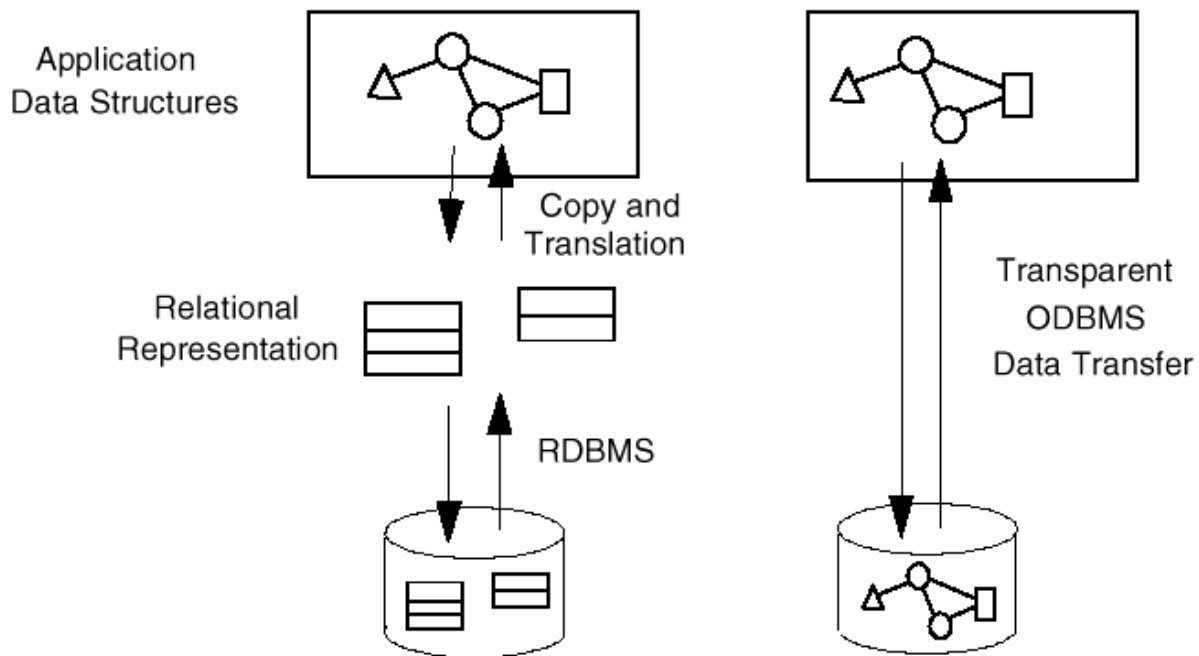 Application
Data Structures
Copy and
Translation
Relational
Representation
RDBMS
Transparent
ODBMS
Data Transfer